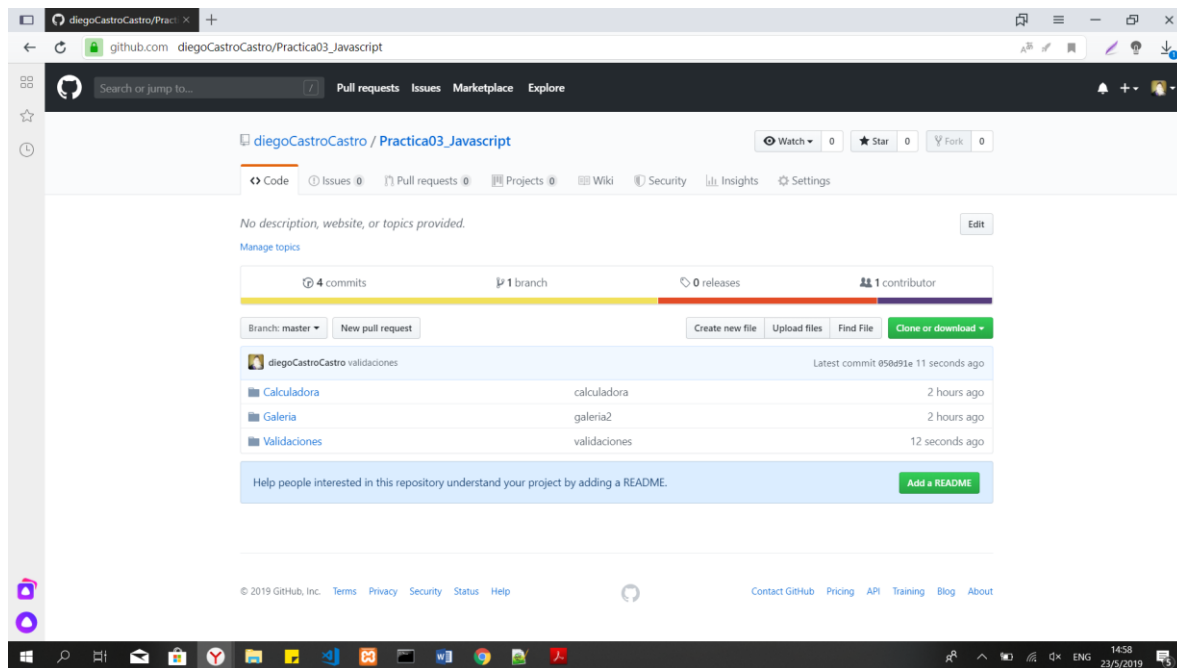 diegoCastroCastro/Practi
github.com diegoCastroCastro/Practica03_Javascript
Search or jump to... / Pull requests Issues Marketplace Explore
diegoCastroCastro / Practica03_Javascript Watch 0 Star 0 Fork 0
Code Issues 0 Pull requests 0 Projects 0 Wiki Security Insights Settings
No description, website, or topics provided. Edit
Manage topics
4 commits 1 branch 0 releases 1 contributor
Branch: master New pull request Create new file Upload files Find File Clone or download
diegoCastroCastro validaciones Latest commit 050d91e 11 seconds ago
Calculadora calculadora 2 hours ago
Galeria galeria2 2 hours ago
Validaciones validaciones 12 seconds ago
Help people interested in this repository understand your project by adding a README. Add a README
© 2019 GitHub, Inc. Terms Privacy Security Status Help Contact GitHub Pricing API Training Blog About
ENG 14:58
23/5/2019